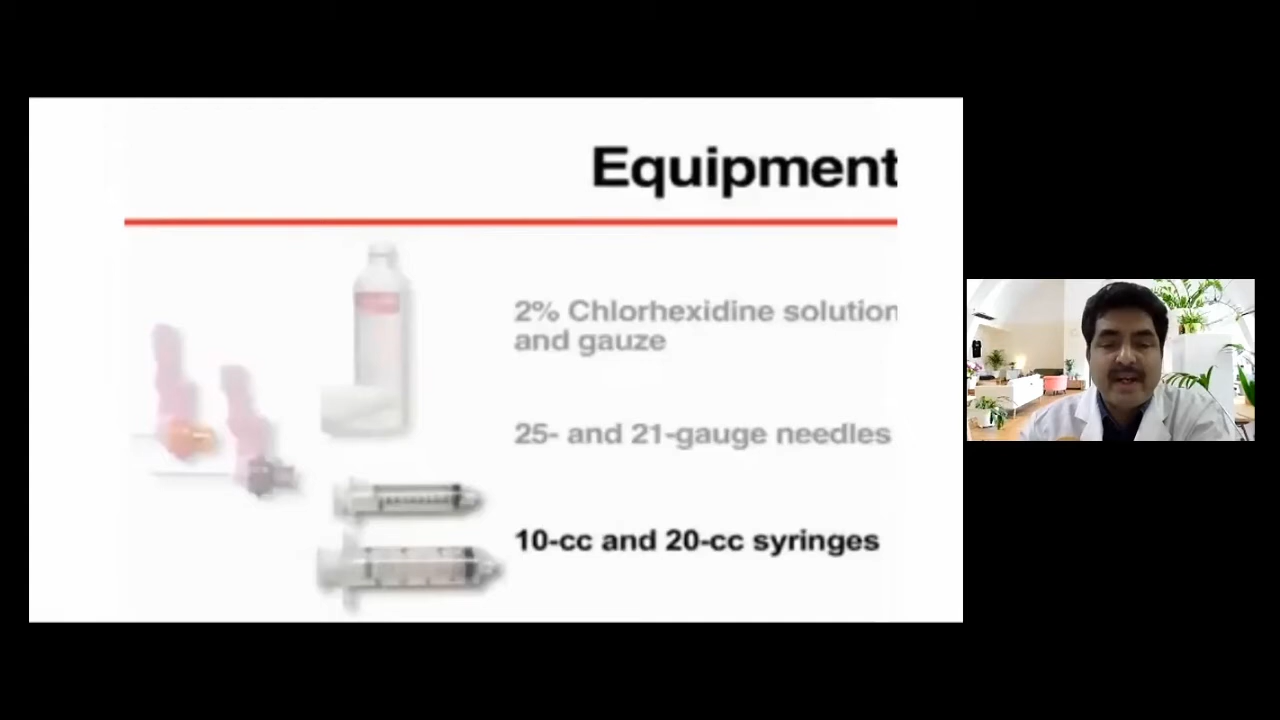 Equipment
2% Chlorhexidine solution
and gauze
25- and 21-gauge needles
10-cc and 20-cc syringes